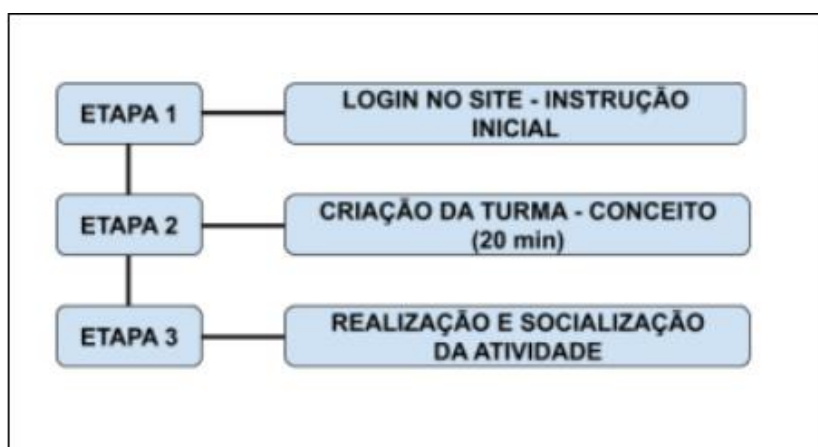 ETAPA 1
LOGIN NO SITE - INSTRUÇÃO
INICIAL
ETAPA 2
CRIAÇÃO DA TURMA - CONCEITO
(20 min)
ETAPA 3
REALIZAÇÃO E SOCIALIZAÇÃO
DA ATIVIDADE